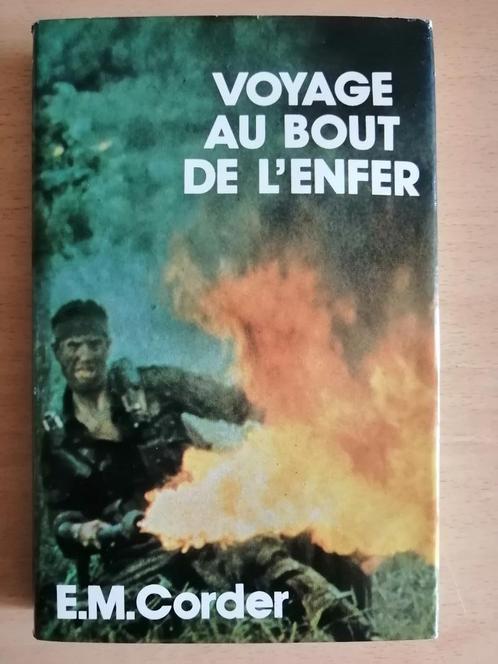 VOYAGE
AU BOUT
DE L'ENFER
E.M.Corder